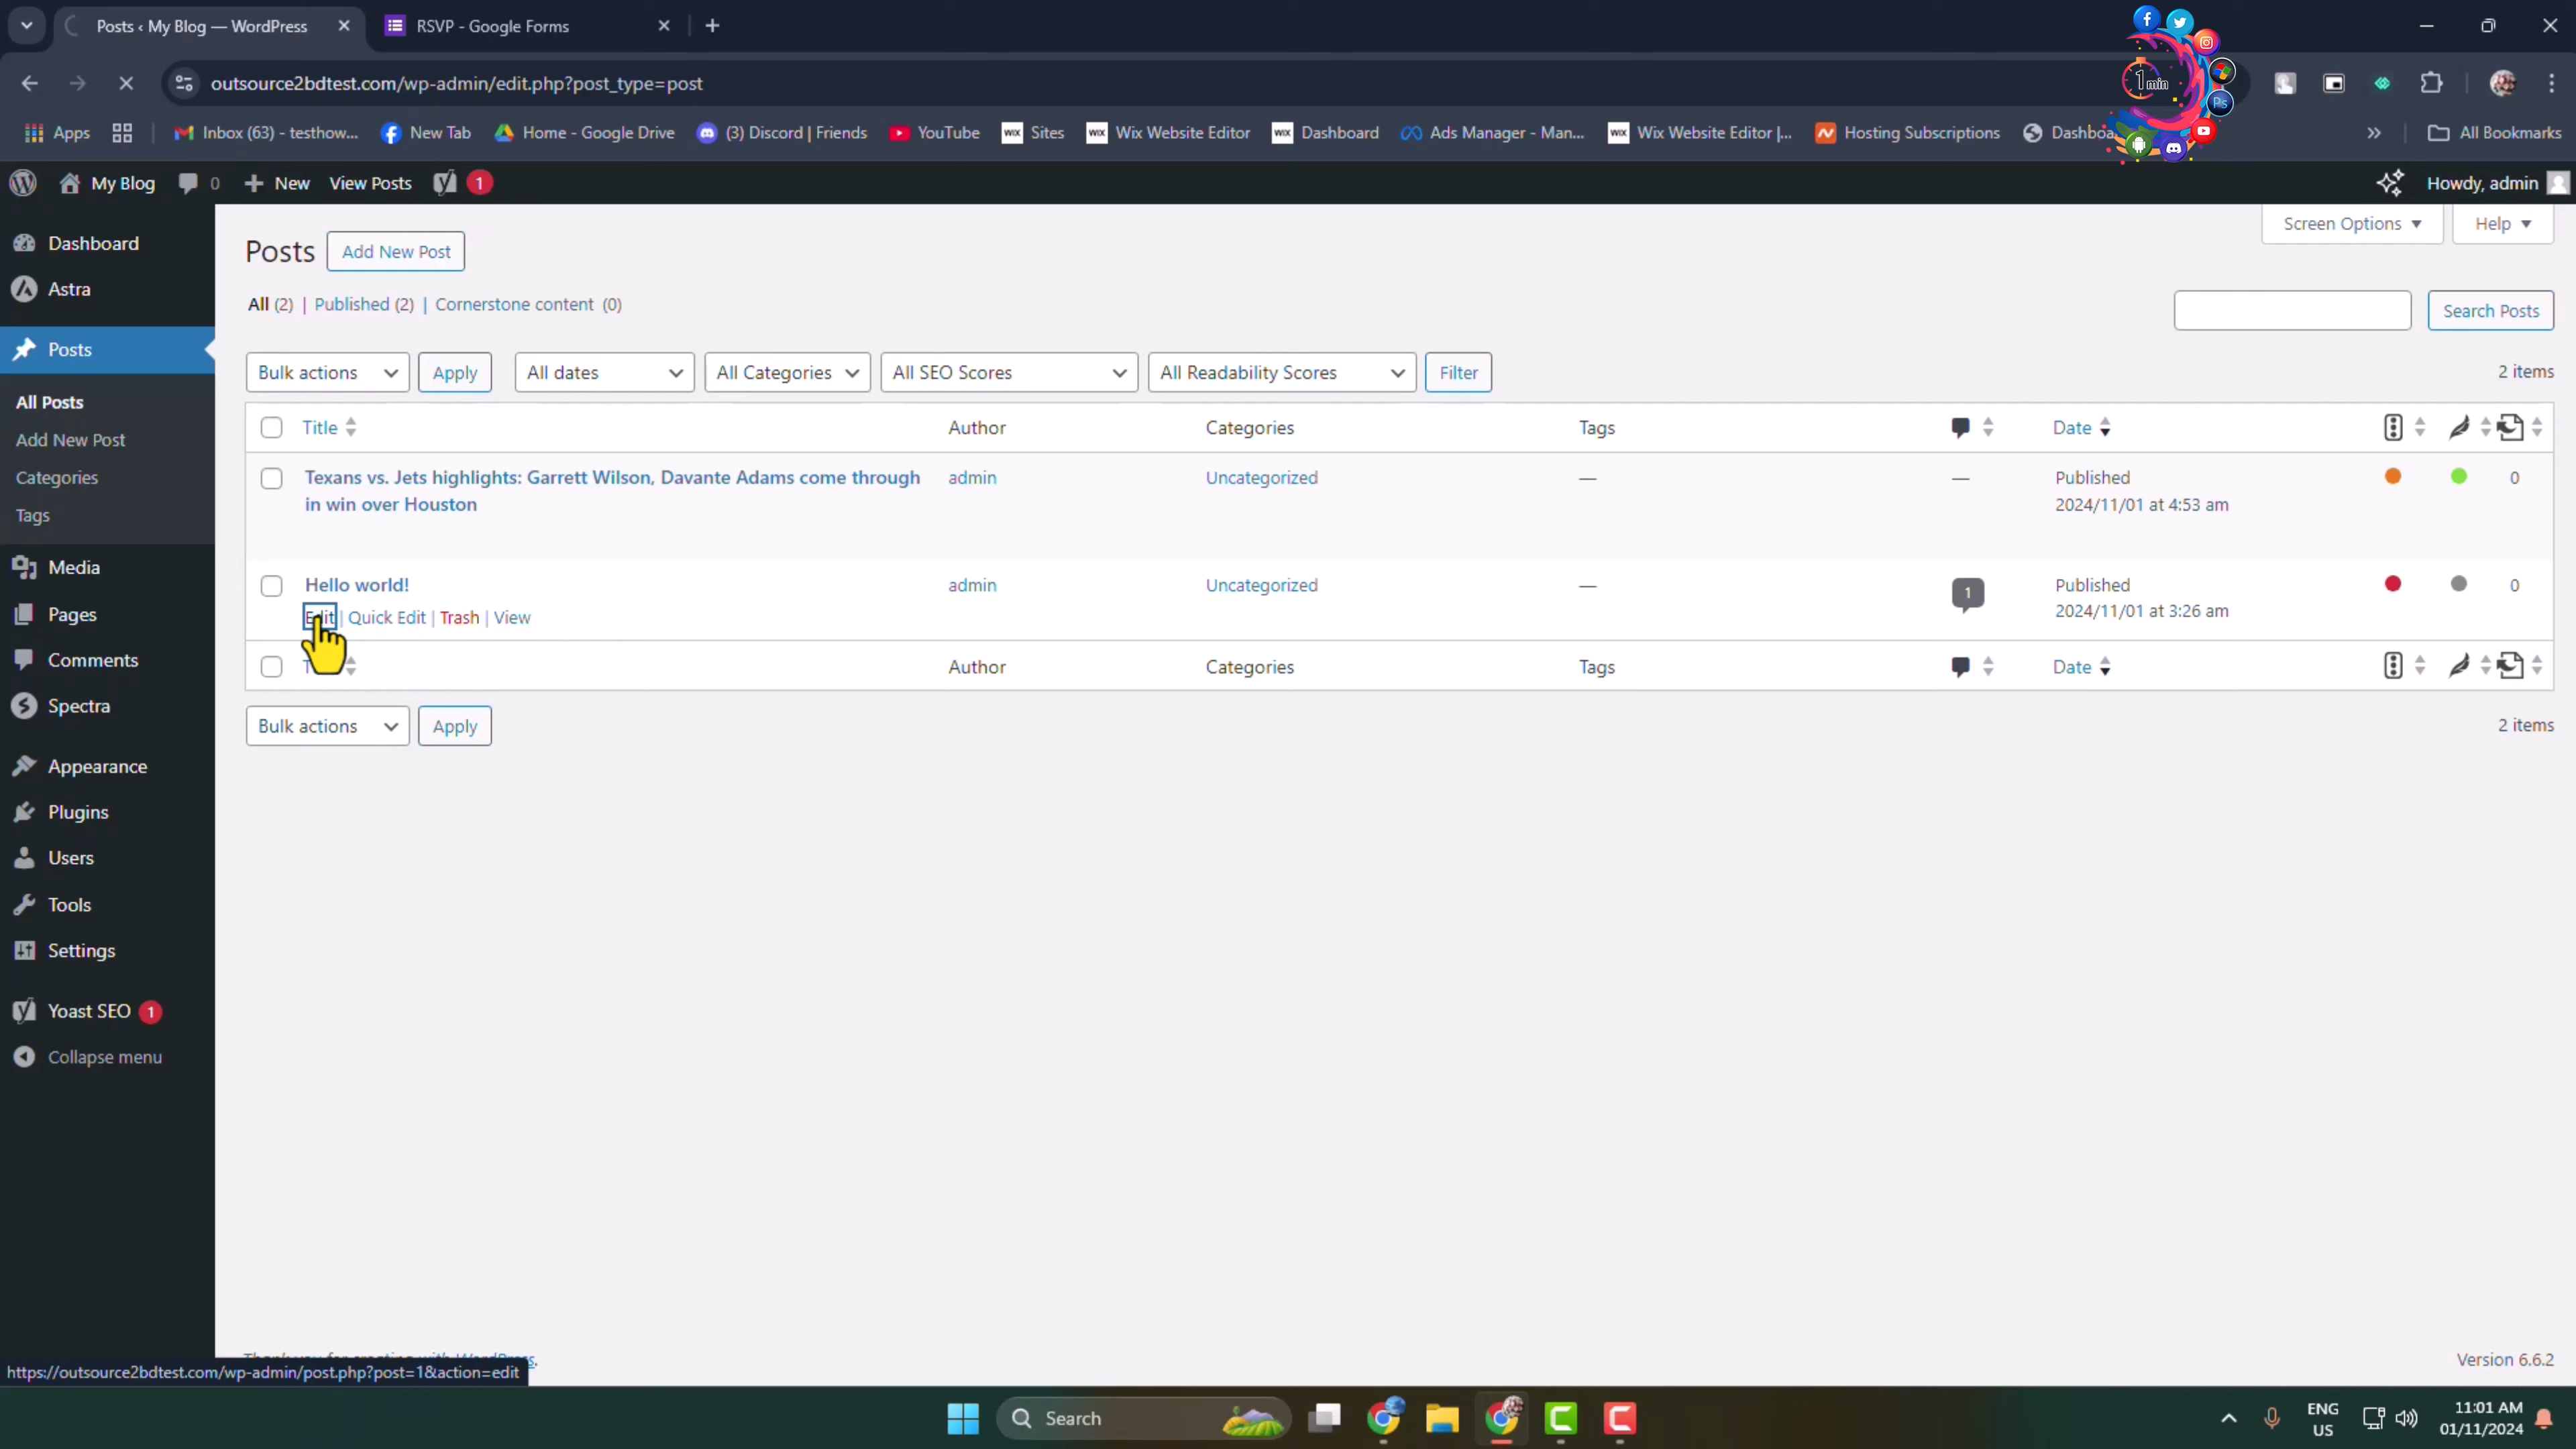 Posts ‹ My Blog — WordPress
RSVP - Google Forms
outsource2bdtest.com/wp-admin/edit.php?post_type=post
1 min
Ps
Apps
Inbox (63) - testhow...
New Tab
Home - Google Drive
(3) Discord | Friends
YouTube
WIX Sites
WIX Wix Website Editor
WIX Dashboard
Ads Manager - Man...
WIX Wix Website Editor |...
Hosting Subscriptions
All Bookmarks
My Blog
0
New
View Posts
1
Howdy, admin
Dashboard
Astra
Posts
All Posts
Add New Post
Categories
Tags
Media
Pages
Comments
Spectra
Appearance
Plugins
Users
Tools
Settings
Yoast SEO 1
Collapse menu
Posts
Add New Post
Screen Options
Help
All (2) | Published (2) | Cornerstone content (0)
Search Posts
Bulk actions
Apply
All dates
All Categories
All SEO Scores
All Readability Scores
Filter
2 items
Title Author Categories Tags Date
Texans vs. Jets highlights: Garrett Wilson, Davante Adams come through
in win over Houston
admin
Uncategorized
—
—
Published
2024/11/01 at 4:53 am
0
Hello world!
Edit | Quick Edit | Trash | View
admin
Uncategorized
—
1
Published
2024/11/01 at 3:26 am
0
Author Categories Tags Date
Bulk actions
Apply
2 items
Version 6.6.2
https://outsource2bdtest.com/wp-admin/post.php?post=1&action=edit
Search
ENG
US
11:01 AM
01/11/2024